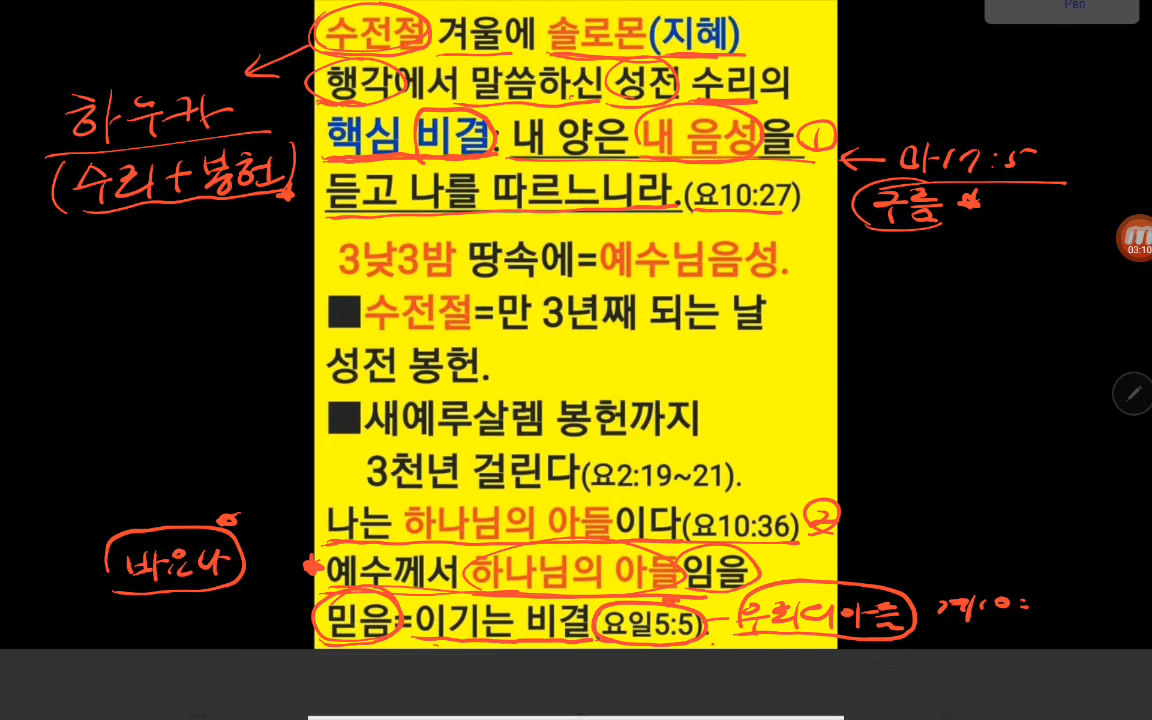 Pen
수전절 겨울에 솔로몬(지혜)
행각에서 말씀하신 성전 수리의
핵심 비결: 내 양은 내 음성을 ①
듣고 나를 따르느니라.(요10:27)
하누카
(수리+봉헌)
← 마17:5
구름
03:10
3낮3밤 땅속에=예수님음성.
■수전절=만 3년째 되는 날
성전 봉헌.
■새예루살렘 봉헌까지
3천년 걸린다(요2:19~21).
나는 하나님의 아들이다(요10:36) ②
바요나
예수께서 하나님의 아들임을
믿음=이기는 비결(요일5:5).